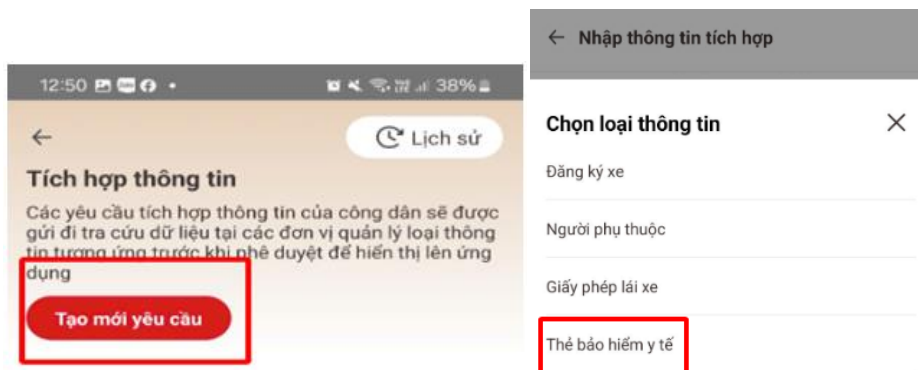 12:50
38%
Lịch sử
Tích hợp thông tin
Các yêu cầu tích hợp thông tin của công dân sẽ được
gửi đi tra cứu dữ liệu tại các đơn vị quản lý loại thông
tin tương ứng trước khi phê duyệt để hiển thị lên ứng
dụng
Tạo mới yêu cầu
Nhập thông tin tích hợp
Chọn loại thông tin
Đăng ký xe
Người phụ thuộc
Giấy phép lái xe
Thẻ bảo hiểm y tế